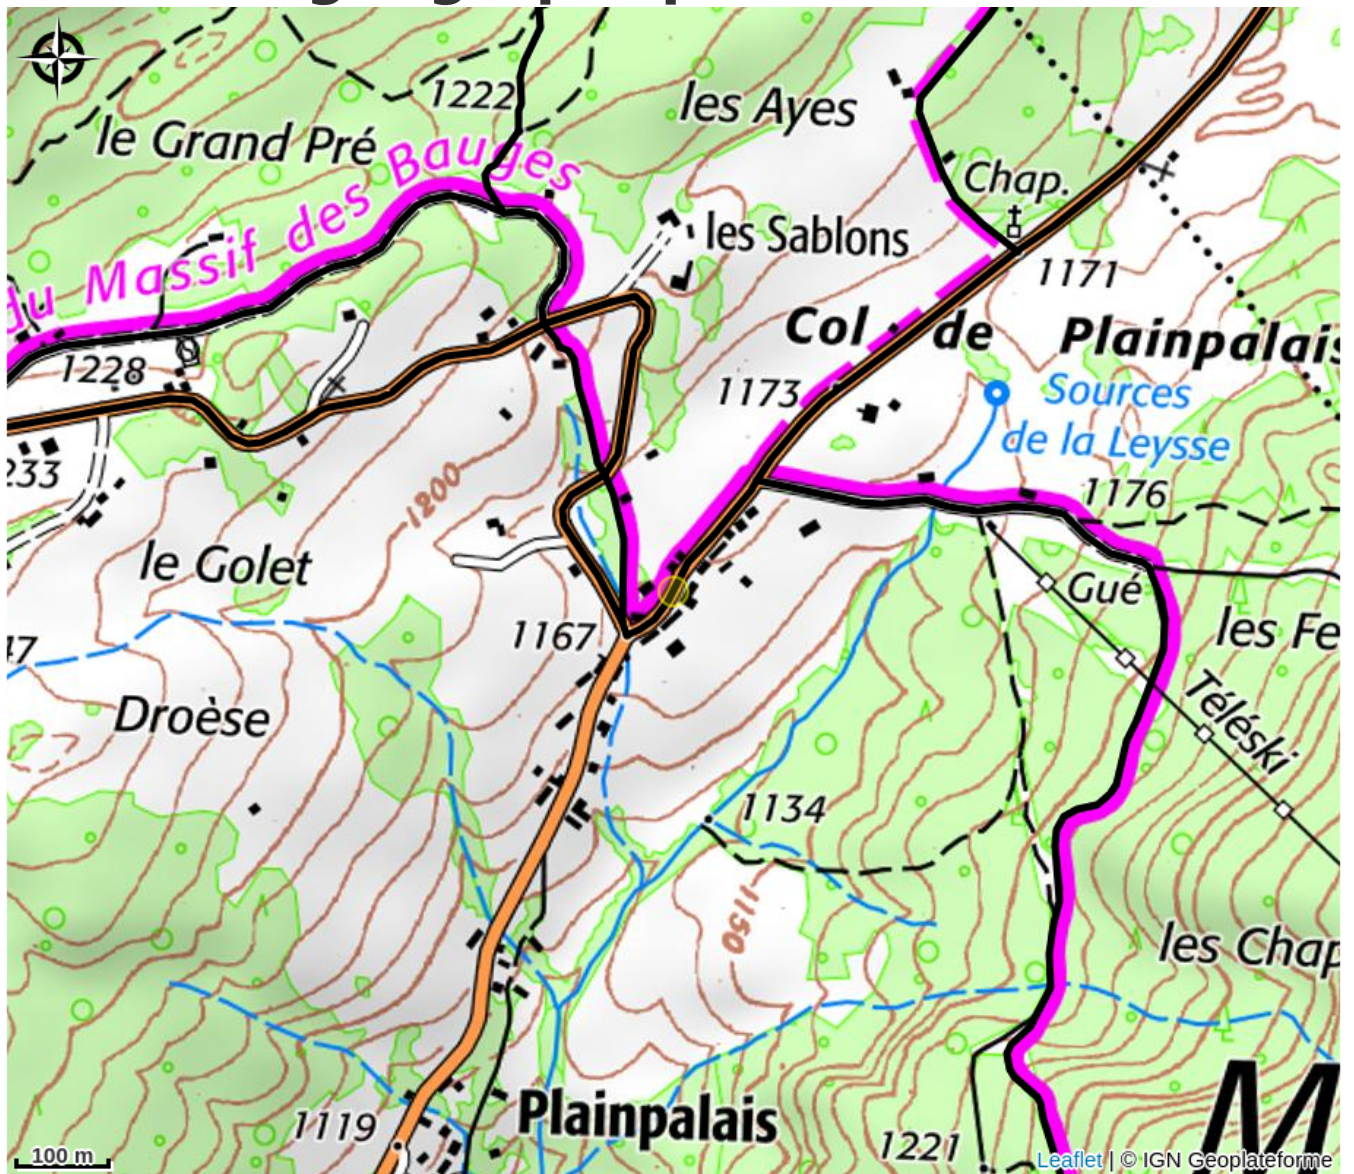 1222
les Ayes
le Grand Pré
Chap.
du Massif des Bauges
les Sablons
1171
Col de Plainpalais
1228
1173
Sources
de la Leysse
233
1176
1200
le Golet
Gué
les Fe
1167
47
Téléski
Droèse
1134
1150
les Chap
Plainpalais
M
1119
1221
100 m
Leaflet | © IGN Geoplateforme